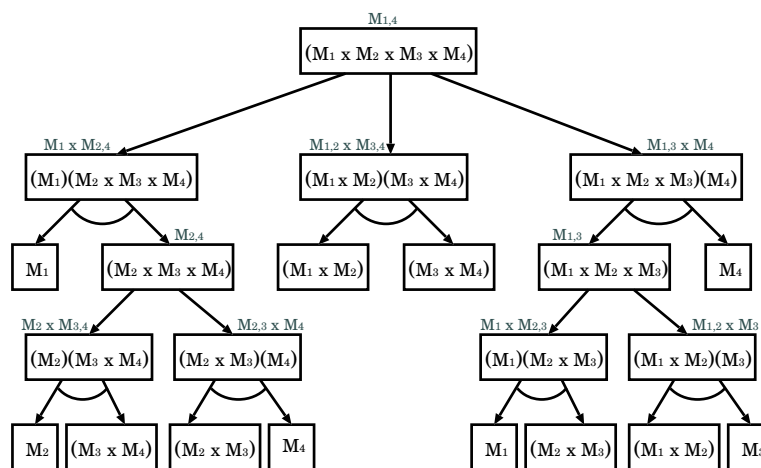 M₁,₄
(M₁ x M₂ x M₃ x M₄)
M₁ x M₂,₄
M₁,₂ x M₃,₄
M₁,₃ x M₄
(M₁)(M₂ x M₃ x M₄)
(M₁ x M₂)(M₃ x M₄)
(M₁ x M₂ x M₃)(M₄)
M₂,₄
M₁,₃
M₁
(M₂ x M₃ x M₄)
(M₁ x M₂)
(M₃ x M₄)
(M₁ x M₂ x M₃)
M₄
M₂ x M₃,₄
M₂,₃ x M₄
M₁ x M₂,₃
M₁,₂ x M₃
(M₂)(M₃ x M₄)
(M₂ x M₃)(M₄)
(M₁)(M₂ x M₃)
(M₁ x M₂)(M₃)
M₂
(M₃ x M₄)
(M₂ x M₃)
M₄
M₁
(M₂ x M₃)
(M₁ x M₂)
M₃